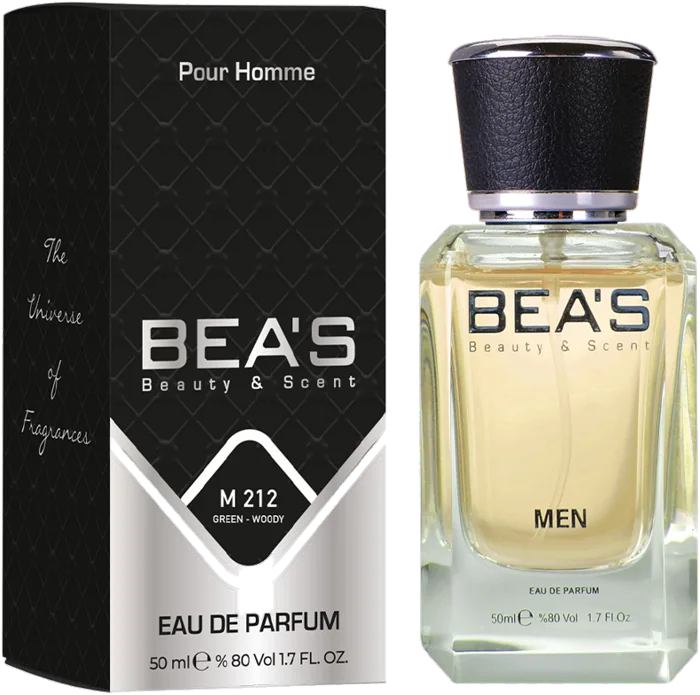 The
Universe
of
Fragrances
Pour Homme
BEA'S
Beauty & Scent
M 212
GREEN - WOODY
EAU DE PARFUM
50 ml ℮ % 80 Vol 1.7 FL. OZ.
BEA'S
Beauty & Scent
MEN
EAU DE PARFUM
50ml ℮ %80 Vol 1.7 Fl.Oz